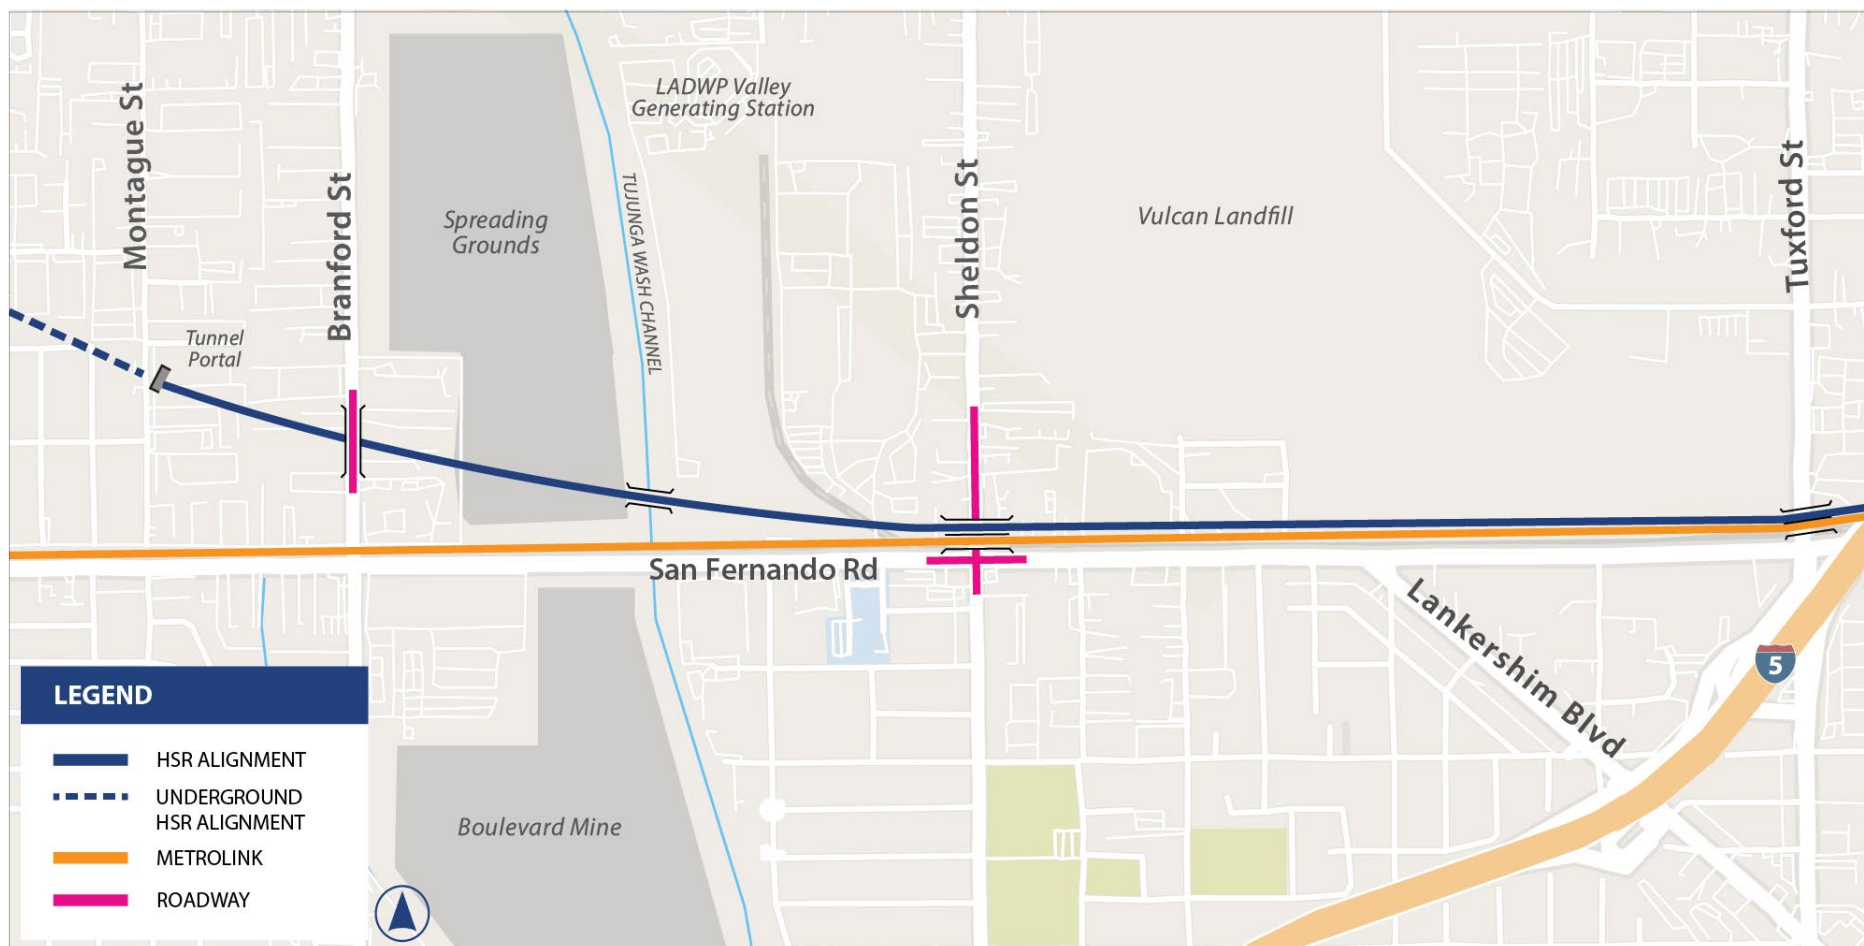 Montague St
Branford St
Spreading
Grounds
TUJUNGA WASH CHANNEL
LADWP Valley
Generating Station
Sheldon St
Vulcan Landfill
Tuxford St
Tunnel
Portal
San Fernando Rd
Lankershim Blvd
5
Boulevard Mine
LEGEND
HSR ALIGNMENT
UNDERGROUND
HSR ALIGNMENT
METROLINK
ROADWAY